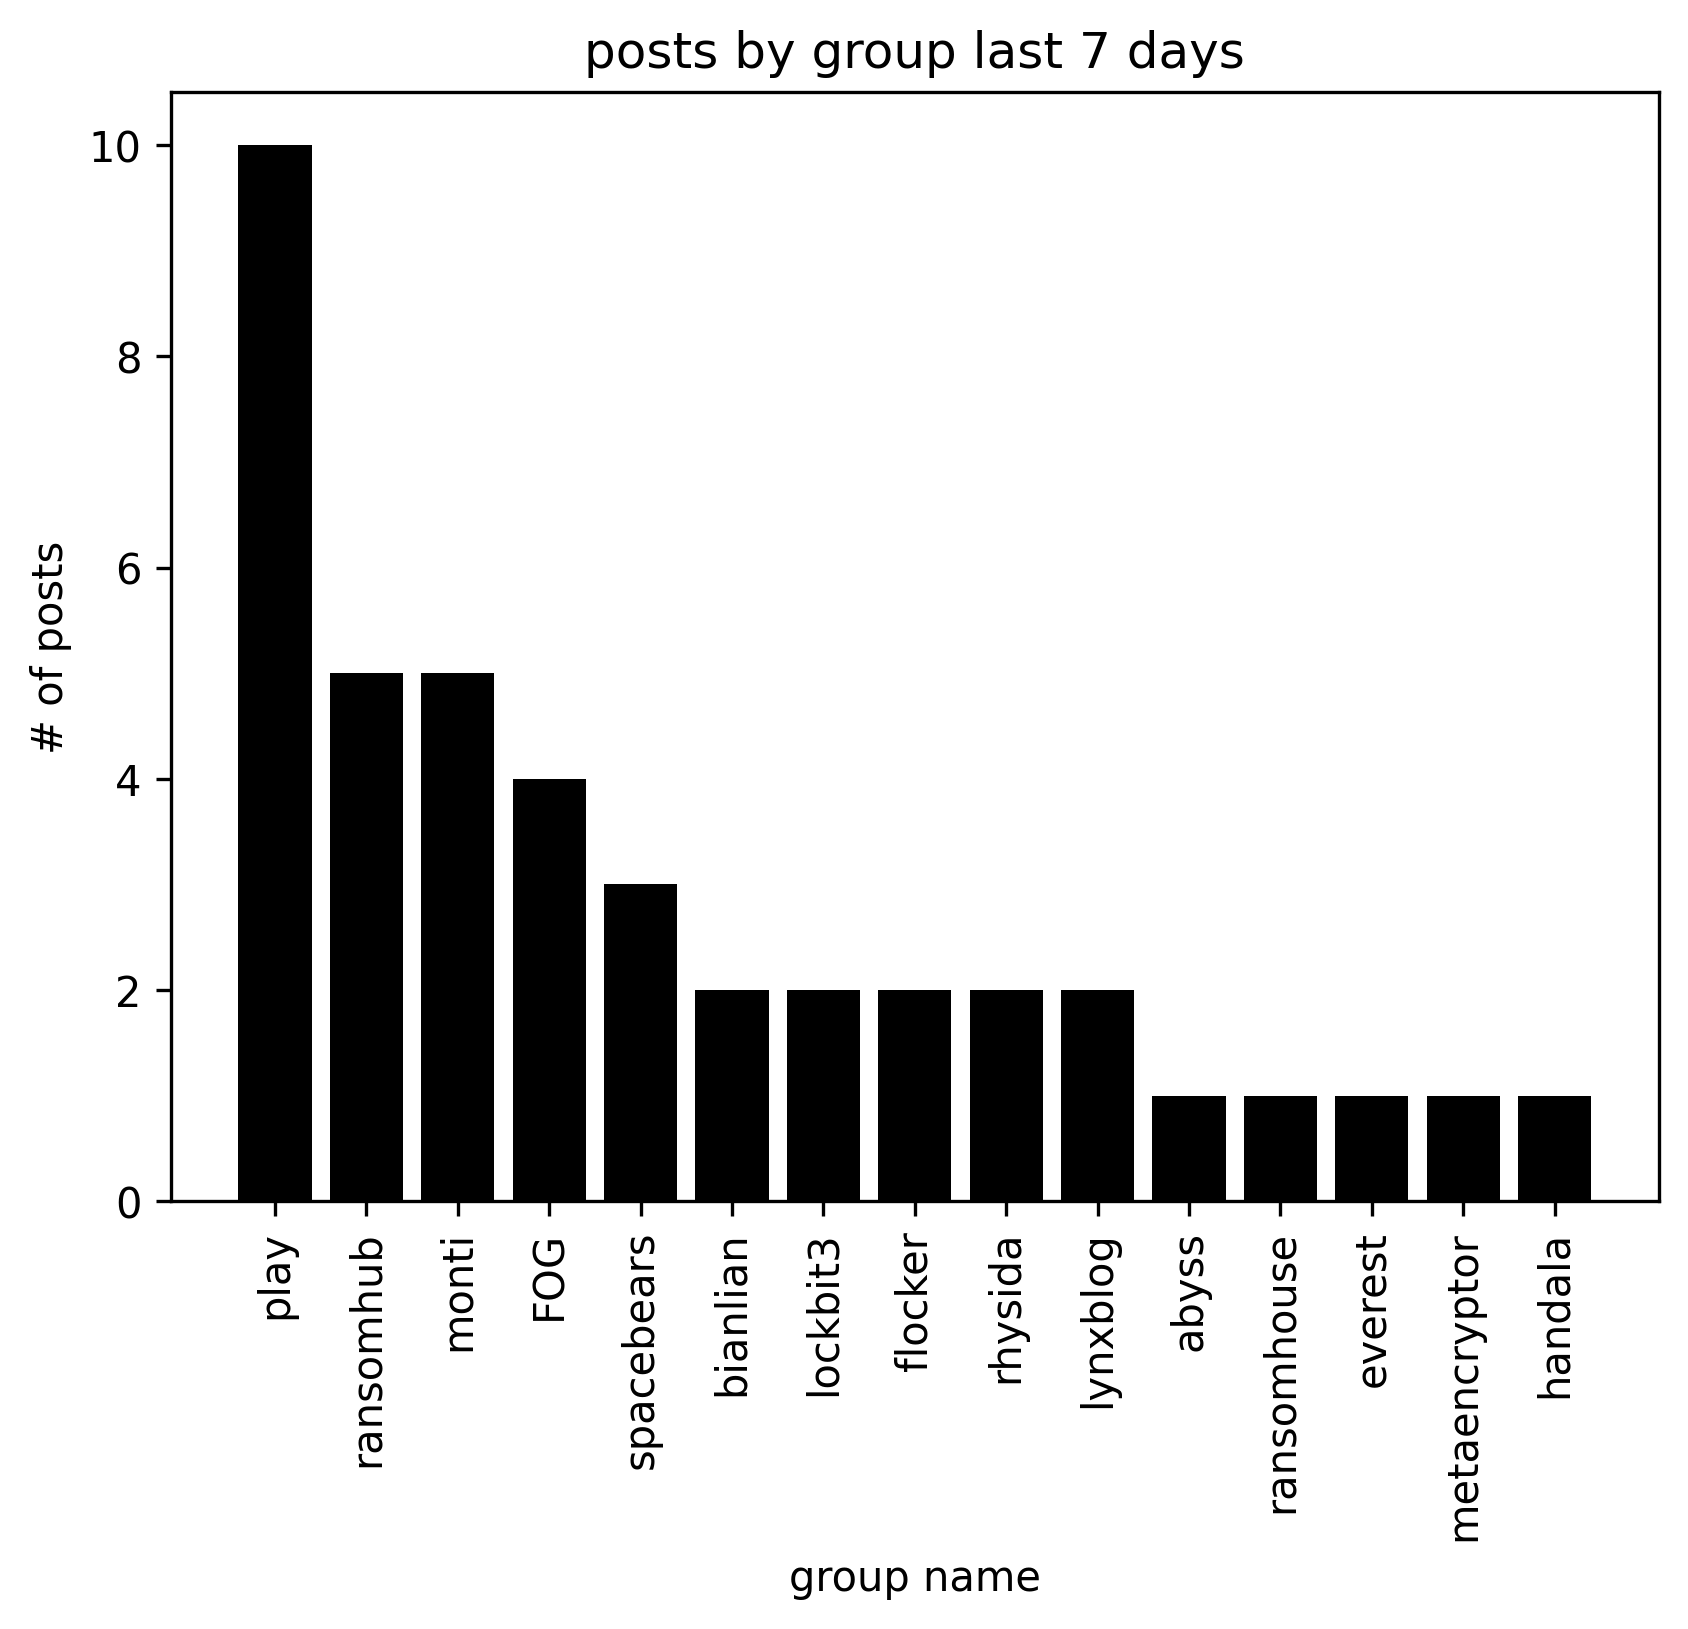 posts by group last 7 days
10
8
6
4
2
0
# of posts
play
ransomhub
monti
FOG
spacebears
bianlian
lockbit3
flocker
rhysida
lynxblog
abyss
ransomhouse
everest
metaencryptor
handala
group name